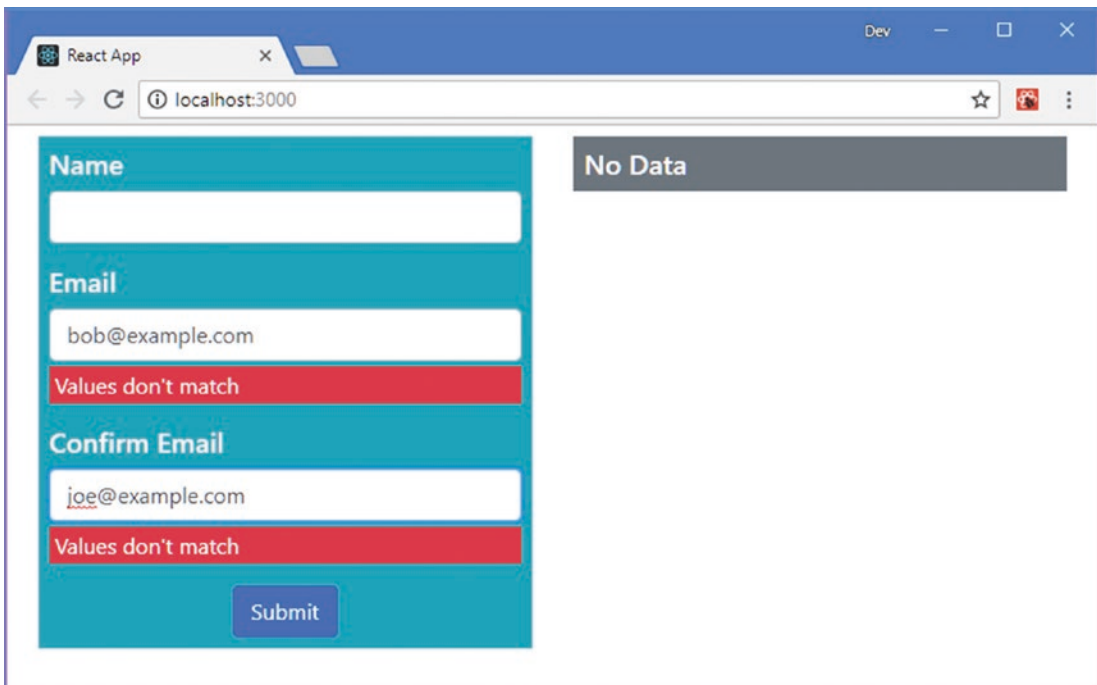 Dev
React App
localhost:3000
Name
No Data
Email
bob@example.com
Values don't match
Confirm Email
joe@example.com
Values don't match
Submit